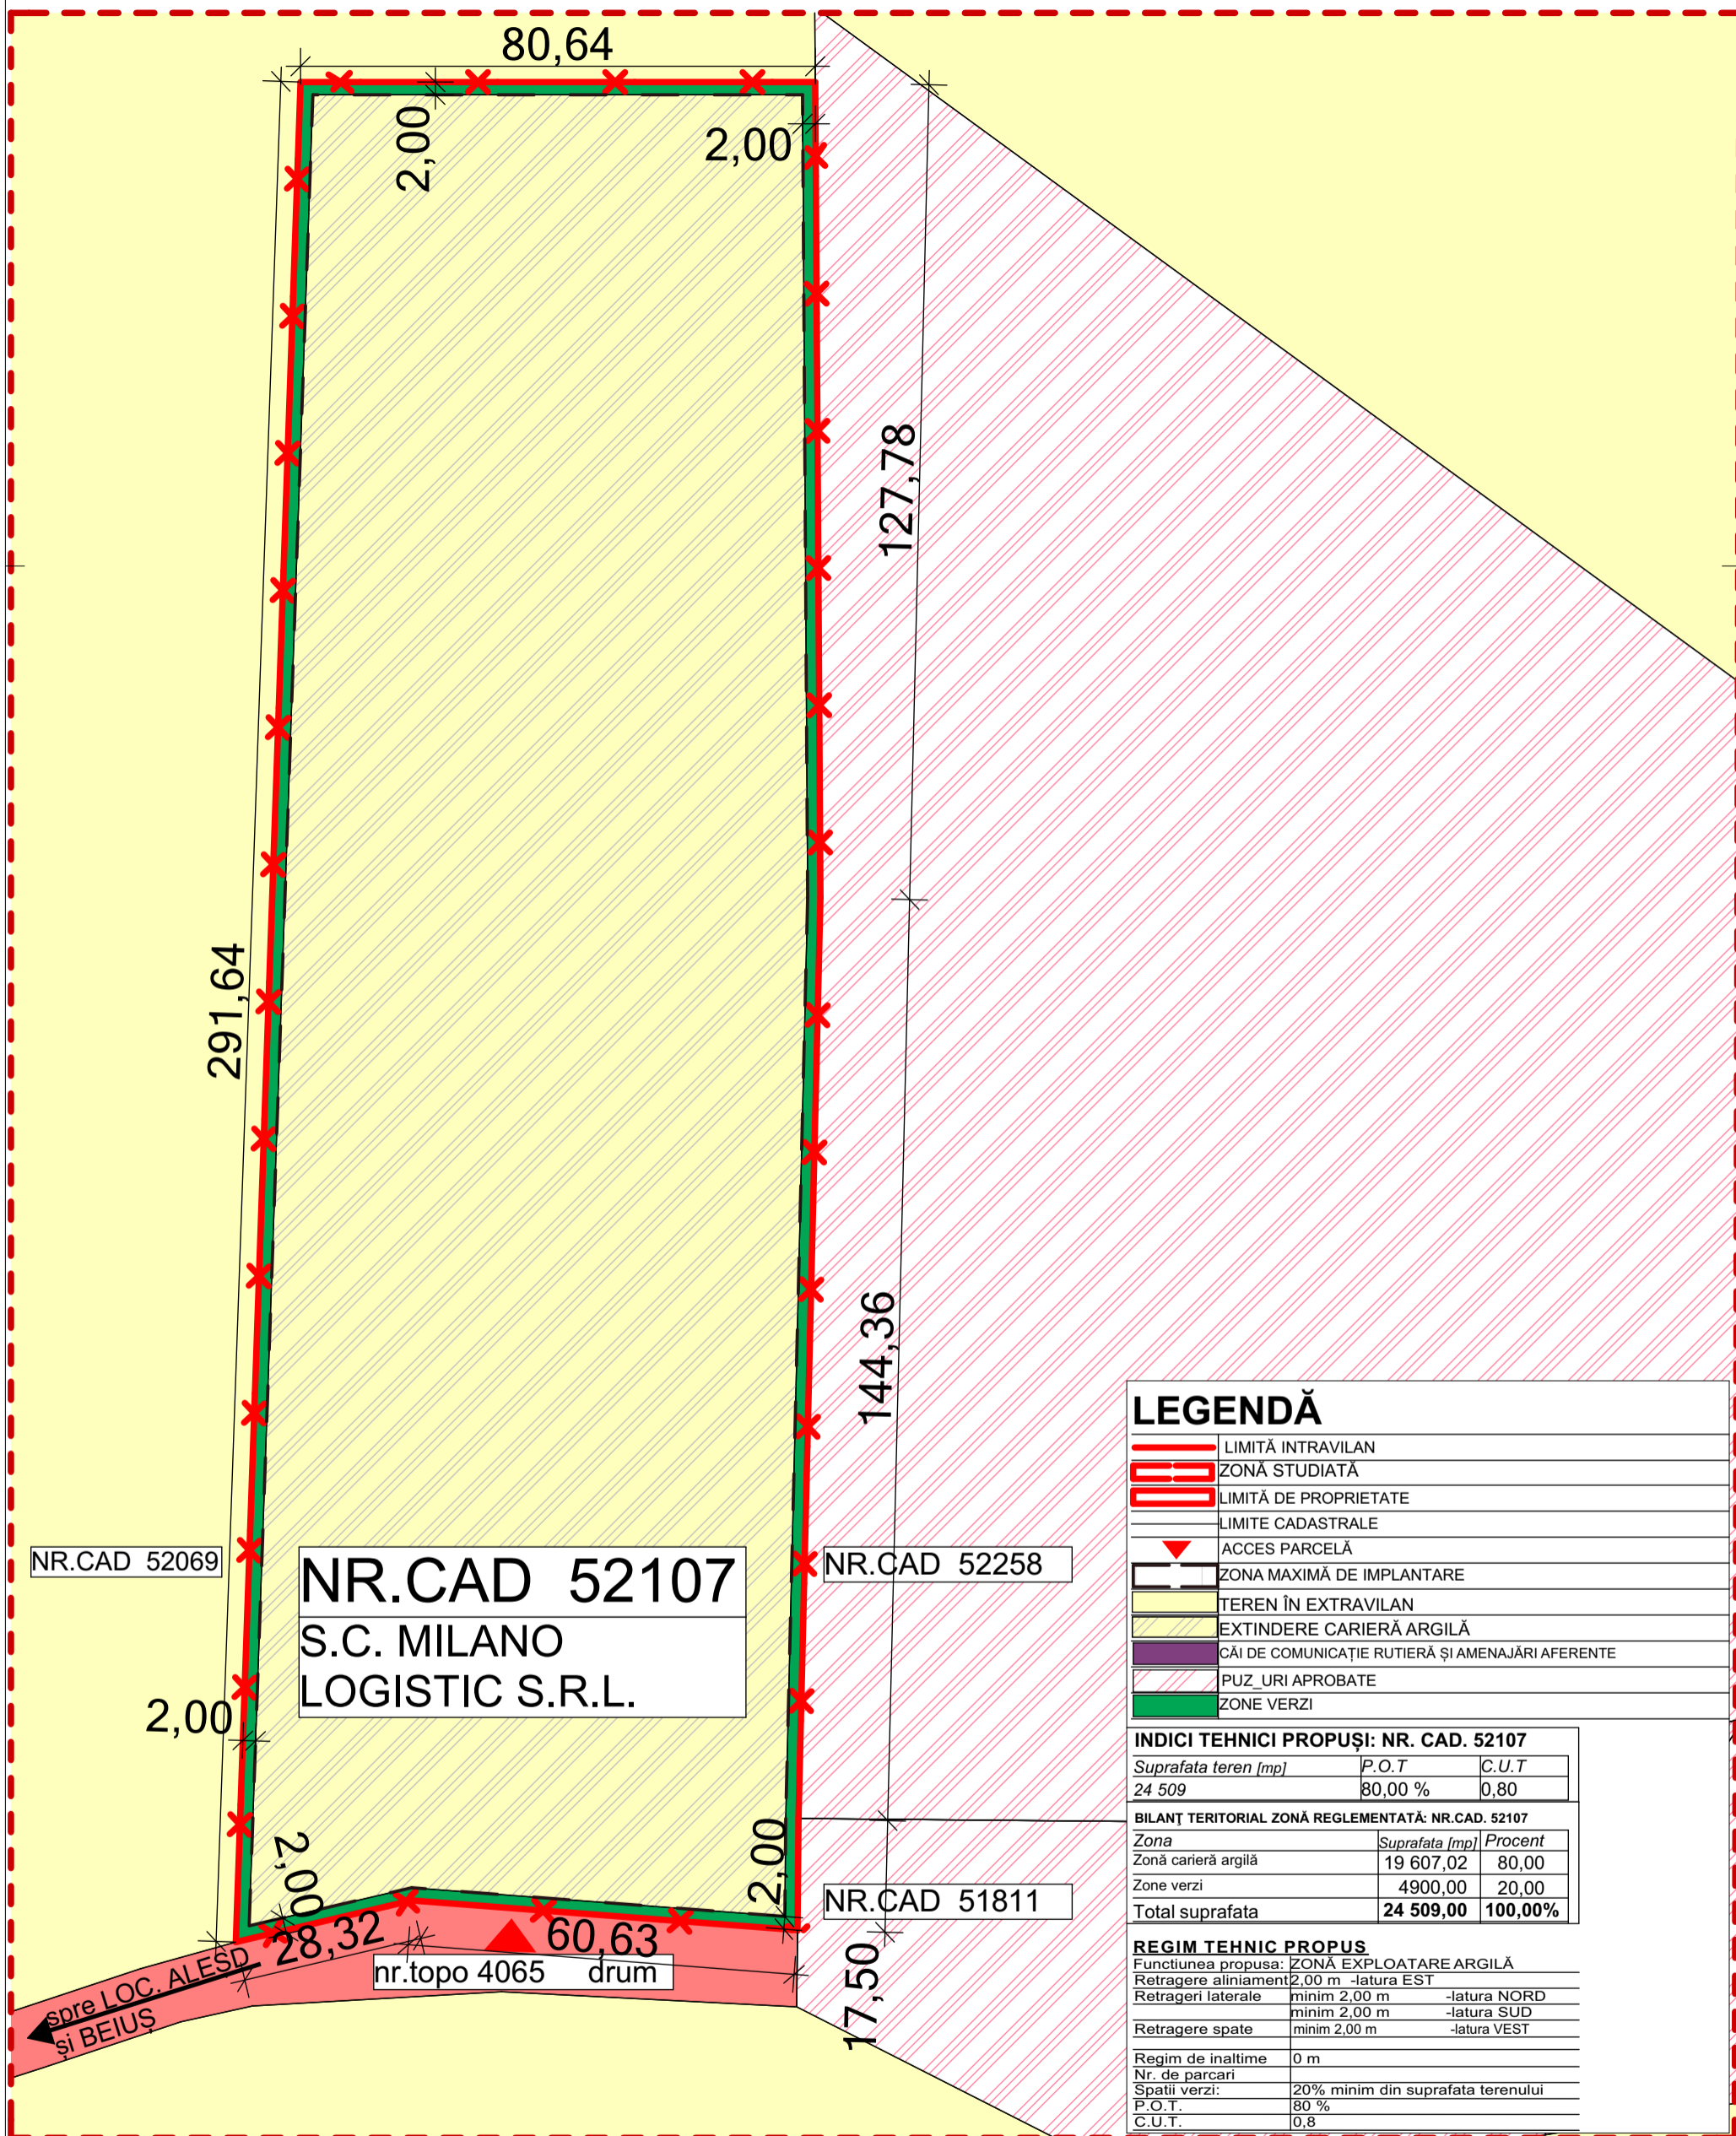 80,64
2,00
2,00
127,78
291,64
144,36
NR.CAD 52069
NR.CAD 52107
S.C. MILANO
LOGISTIC S.R.L.
NR.CAD 52258
2,00
2,00
2,00
NR.CAD 51811
28,32
60,63
nr.topo 4065 drum
17,50
spre LOC. ALESD
și BEIUȘ
LEGENDĂ
LIMITĂ INTRAVILAN
ZONĂ STUDIATĂ
LIMITĂ DE PROPRIETATE
LIMITE CADASTRALE
ACCES PARCELĂ
ZONA MAXIMĂ DE IMPLANTARE
TEREN ÎN EXTRAVILAN
EXTINDERE CARIERĂ ARGILĂ
CĂI DE COMUNICAȚIE RUTIERĂ ȘI AMENAJĂRI AFERENTE
PUZ_URI APROBATE
ZONE VERZI
INDICI TEHNICI PROPUȘI: NR. CAD. 52107
Suprafata teren [mp] P.O.T C.U.T
24 509 80,00 % 0,80
BILANȚ TERITORIAL ZONĂ REGLEMENTATĂ: NR.CAD. 52107
Zona Suprafata [mp] Procent
Zonă carieră argilă 19 607,02 80,00
Zone verzi 4900,00 20,00
Total suprafata 24 509,00 100,00%
REGIM TEHNIC PROPUS
Functiunea propusa: ZONĂ EXPLOATARE ARGILĂ
Retragere aliniament 2,00 m -latura EST
Retrageri laterale minim 2,00 m -latura NORD
minim 2,00 m -latura SUD
Retragere spate minim 2,00 m -latura VEST
Regim de inaltime 0 m
Nr. de parcari
Spatii verzi: 20% minim din suprafata terenului
P.O.T. 80 %
C.U.T. 0,8